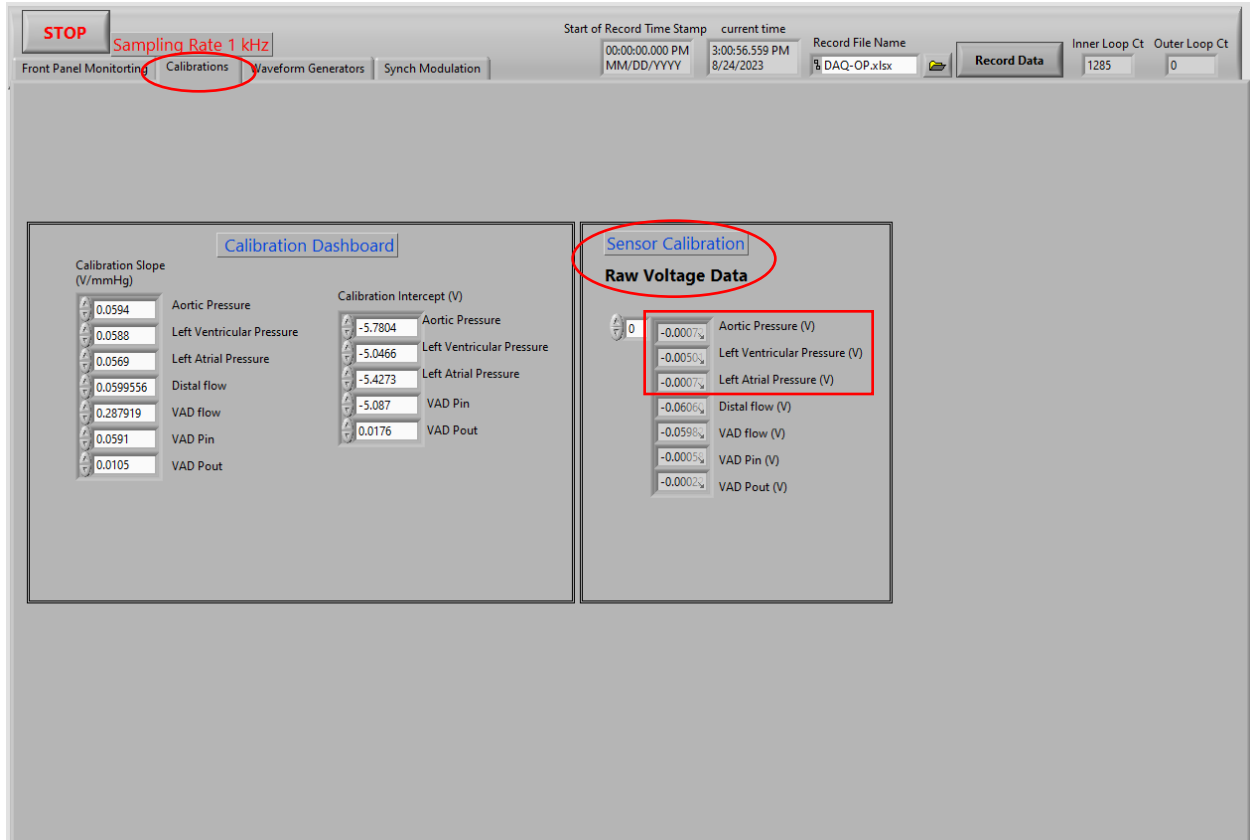 STOP
Sampling Rate 1 kHz
Start of Record Time Stamp
00:00:00.000 PM
MM/DD/YYYY
current time
3:00:56.559 PM
8/24/2023
Record File Name
DAQ-OP.xlsx
Record Data
Inner Loop Ct
1285
Outer Loop Ct
0
Front Panel Monitorting
Calibrations
Waveform Generators
Synch Modulation
Calibration Dashboard
Calibration Slope
(V/mmHg)
0.0594 Aortic Pressure
0.0588 Left Ventricular Pressure
0.0569 Left Atrial Pressure
0.0599556 Distal flow
0.287919 VAD flow
0.0591 VAD Pin
0.0105 VAD Pout
Calibration Intercept (V)
-5.7804 Aortic Pressure
-5.0466 Left Ventricular Pressure
-5.4273 Left Atrial Pressure
-5.087 VAD Pin
0.0176 VAD Pout
Sensor Calibration
Raw Voltage Data
0
-0.0007 Aortic Pressure (V)
-0.0050 Left Ventricular Pressure (V)
-0.0007 Left Atrial Pressure (V)
-0.0606 Distal flow (V)
-0.0598 VAD flow (V)
-0.0005 VAD Pin (V)
-0.0002 VAD Pout (V)